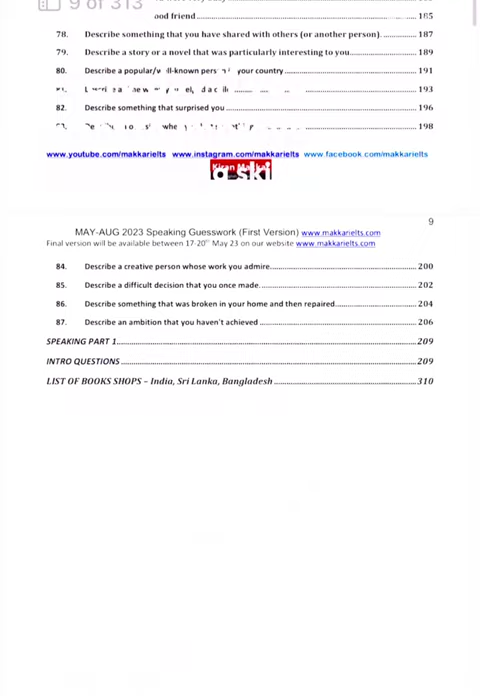 9 of 313
ood friend 185
78. Describe something that you have shared with others (or another person). 187
79. Describe a story or a novel that was particularly interesting to you 189
80. Describe a popular/ your country 191
193
82. Describe something that surprised you 196
198
www.youtube.com/makkarielts www.instagram.com/makkarielts www.facebook.com/makkarielts
9
MAY-AUG 2023 Speaking Guesswork (First Version) www.makkarielts.com
Final version will be available between 17-20th May 23 on our website www.makkarielts.com
84. Describe a creative person whose work you admire 200
85. Describe a difficult decision that you once made. 202
86. Describe something that was broken in your home and then repaired 204
87. Describe an ambition that you haven't achieved 206
SPEAKING PART 1 209
INTRO QUESTIONS 209
LIST OF BOOKS SHOPS – India, Sri Lanka, Bangladesh 310